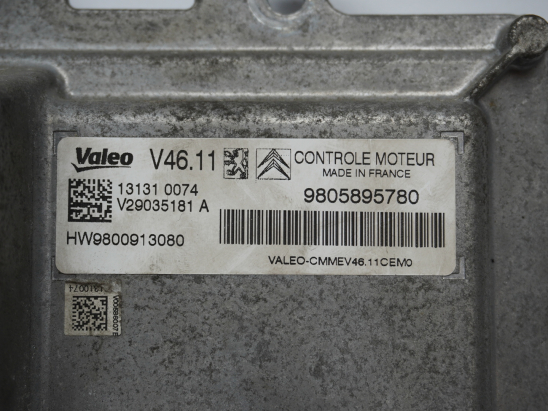 Valeo V46.11
CONTROLE MOTEUR
MADE IN FRANCE
13131 0074
V29035181 A
9805895780
HW9800913080
VALEO-CMMEV46.11CEM0